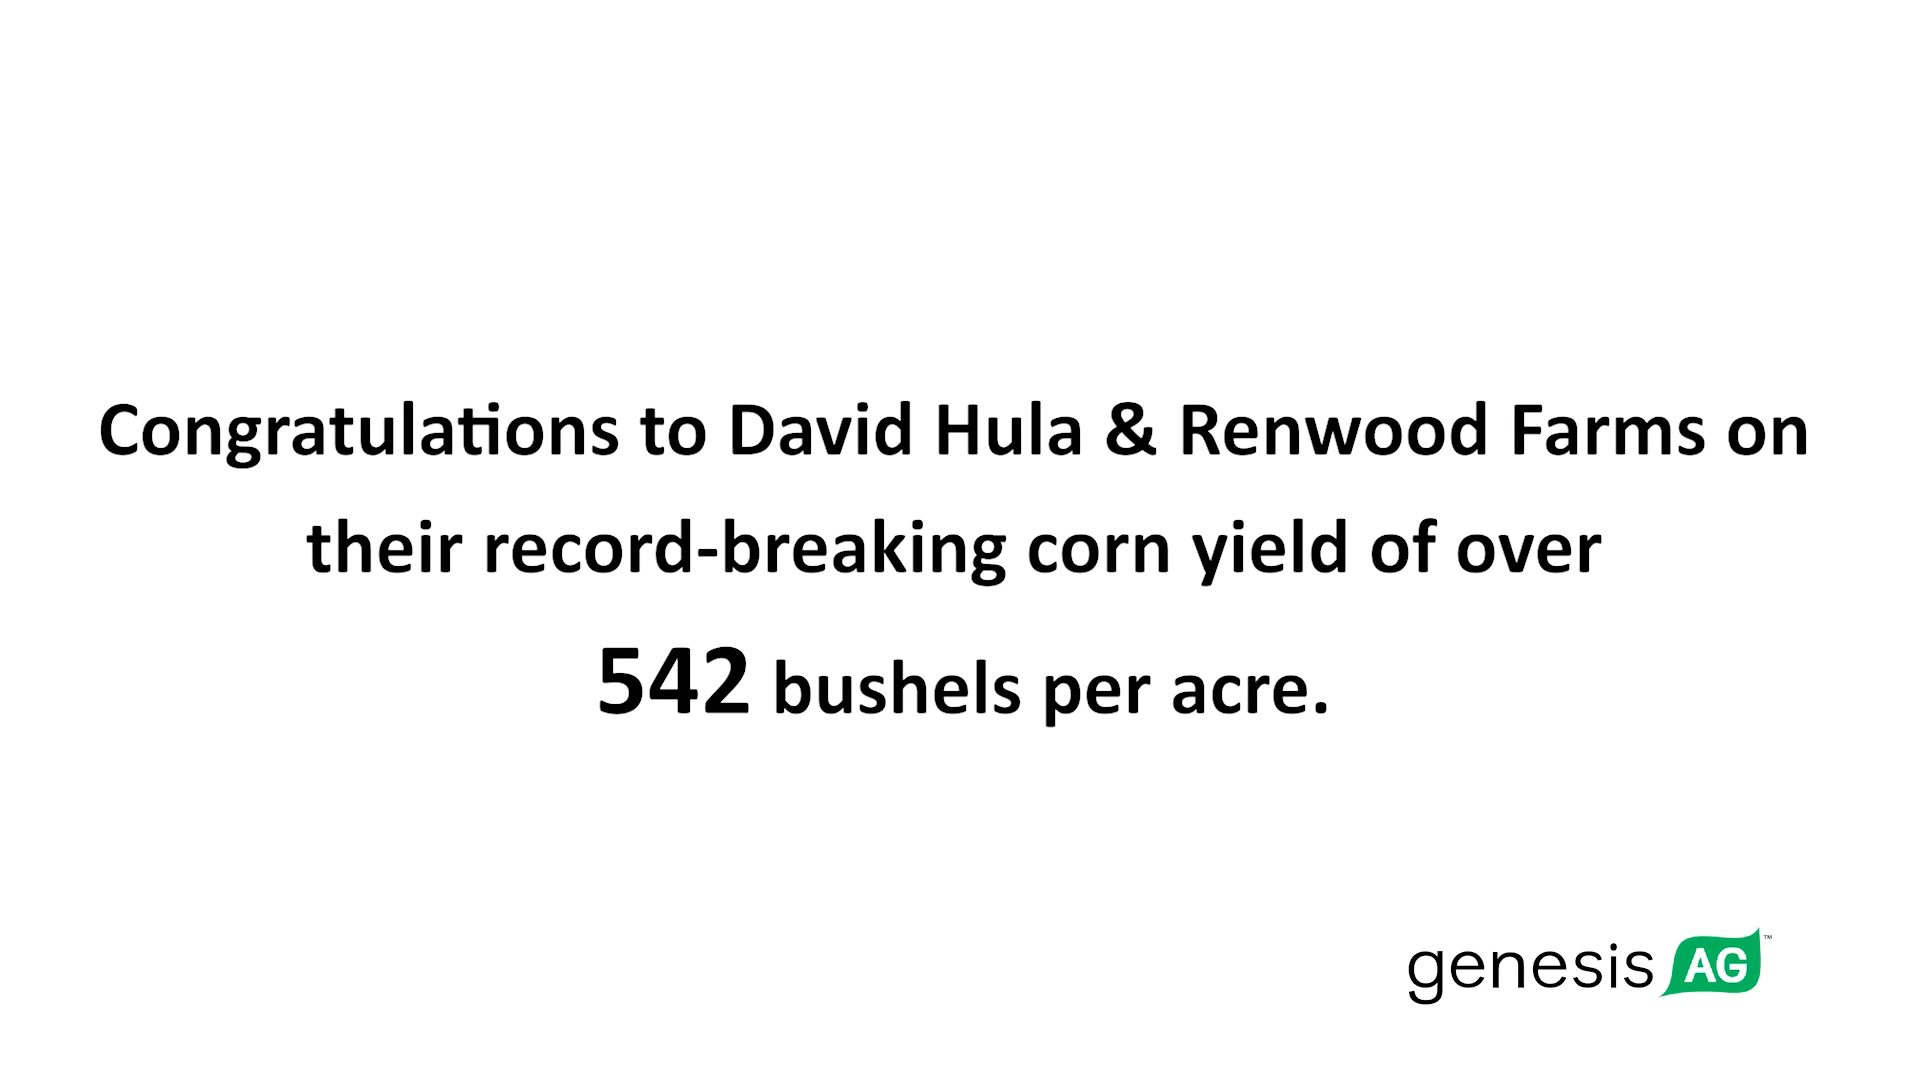 Congratulations to David Hula & Renwood Farms on
their record-breaking corn yield of over
542 bushels per acre.
genesis AG™